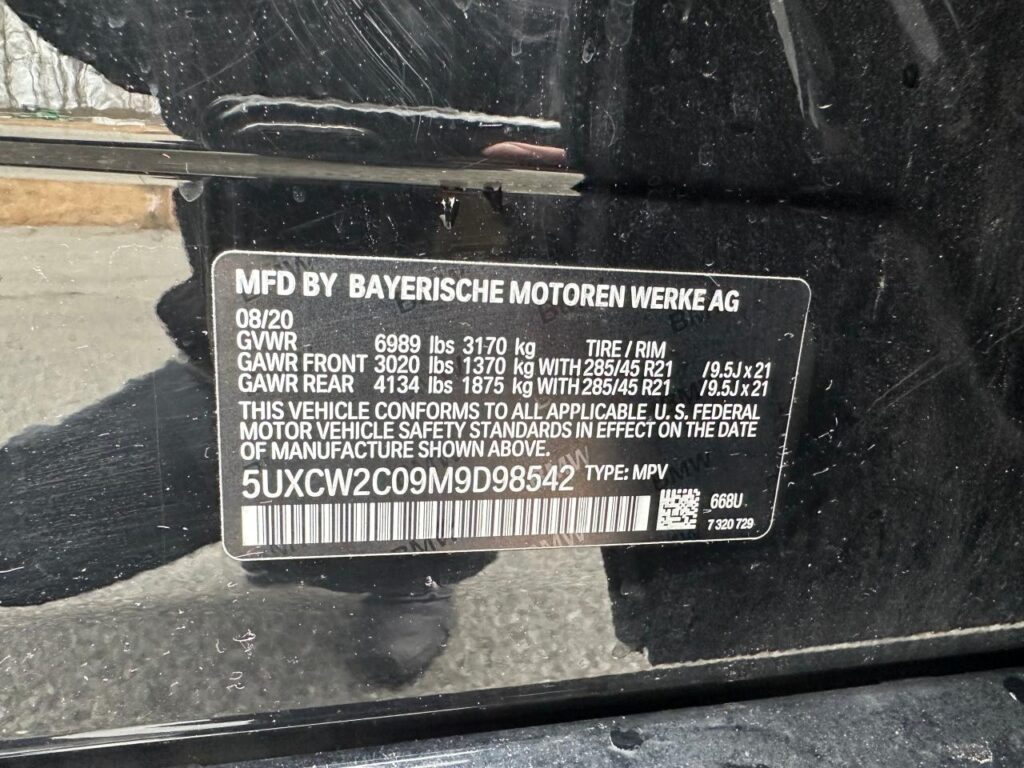 MFD BY BAYERISCHE MOTOREN WERKE AG
08/20
GVWR 6989 lbs 3170 kg TIRE / RIM
GAWR FRONT 3020 lbs 1370 kg WITH 285/45 R21 /9.5J x 21
GAWR REAR 4134 lbs 1875 kg WITH 285/45 R21 /9.5J x 21
THIS VEHICLE CONFORMS TO ALL APPLICABLE U. S. FEDERAL
MOTOR VEHICLE SAFETY STANDARDS IN EFFECT ON THE DATE
OF MANUFACTURE SHOWN ABOVE.
5UXCW2C09M9D98542 TYPE: MPV
668U
7 320 729